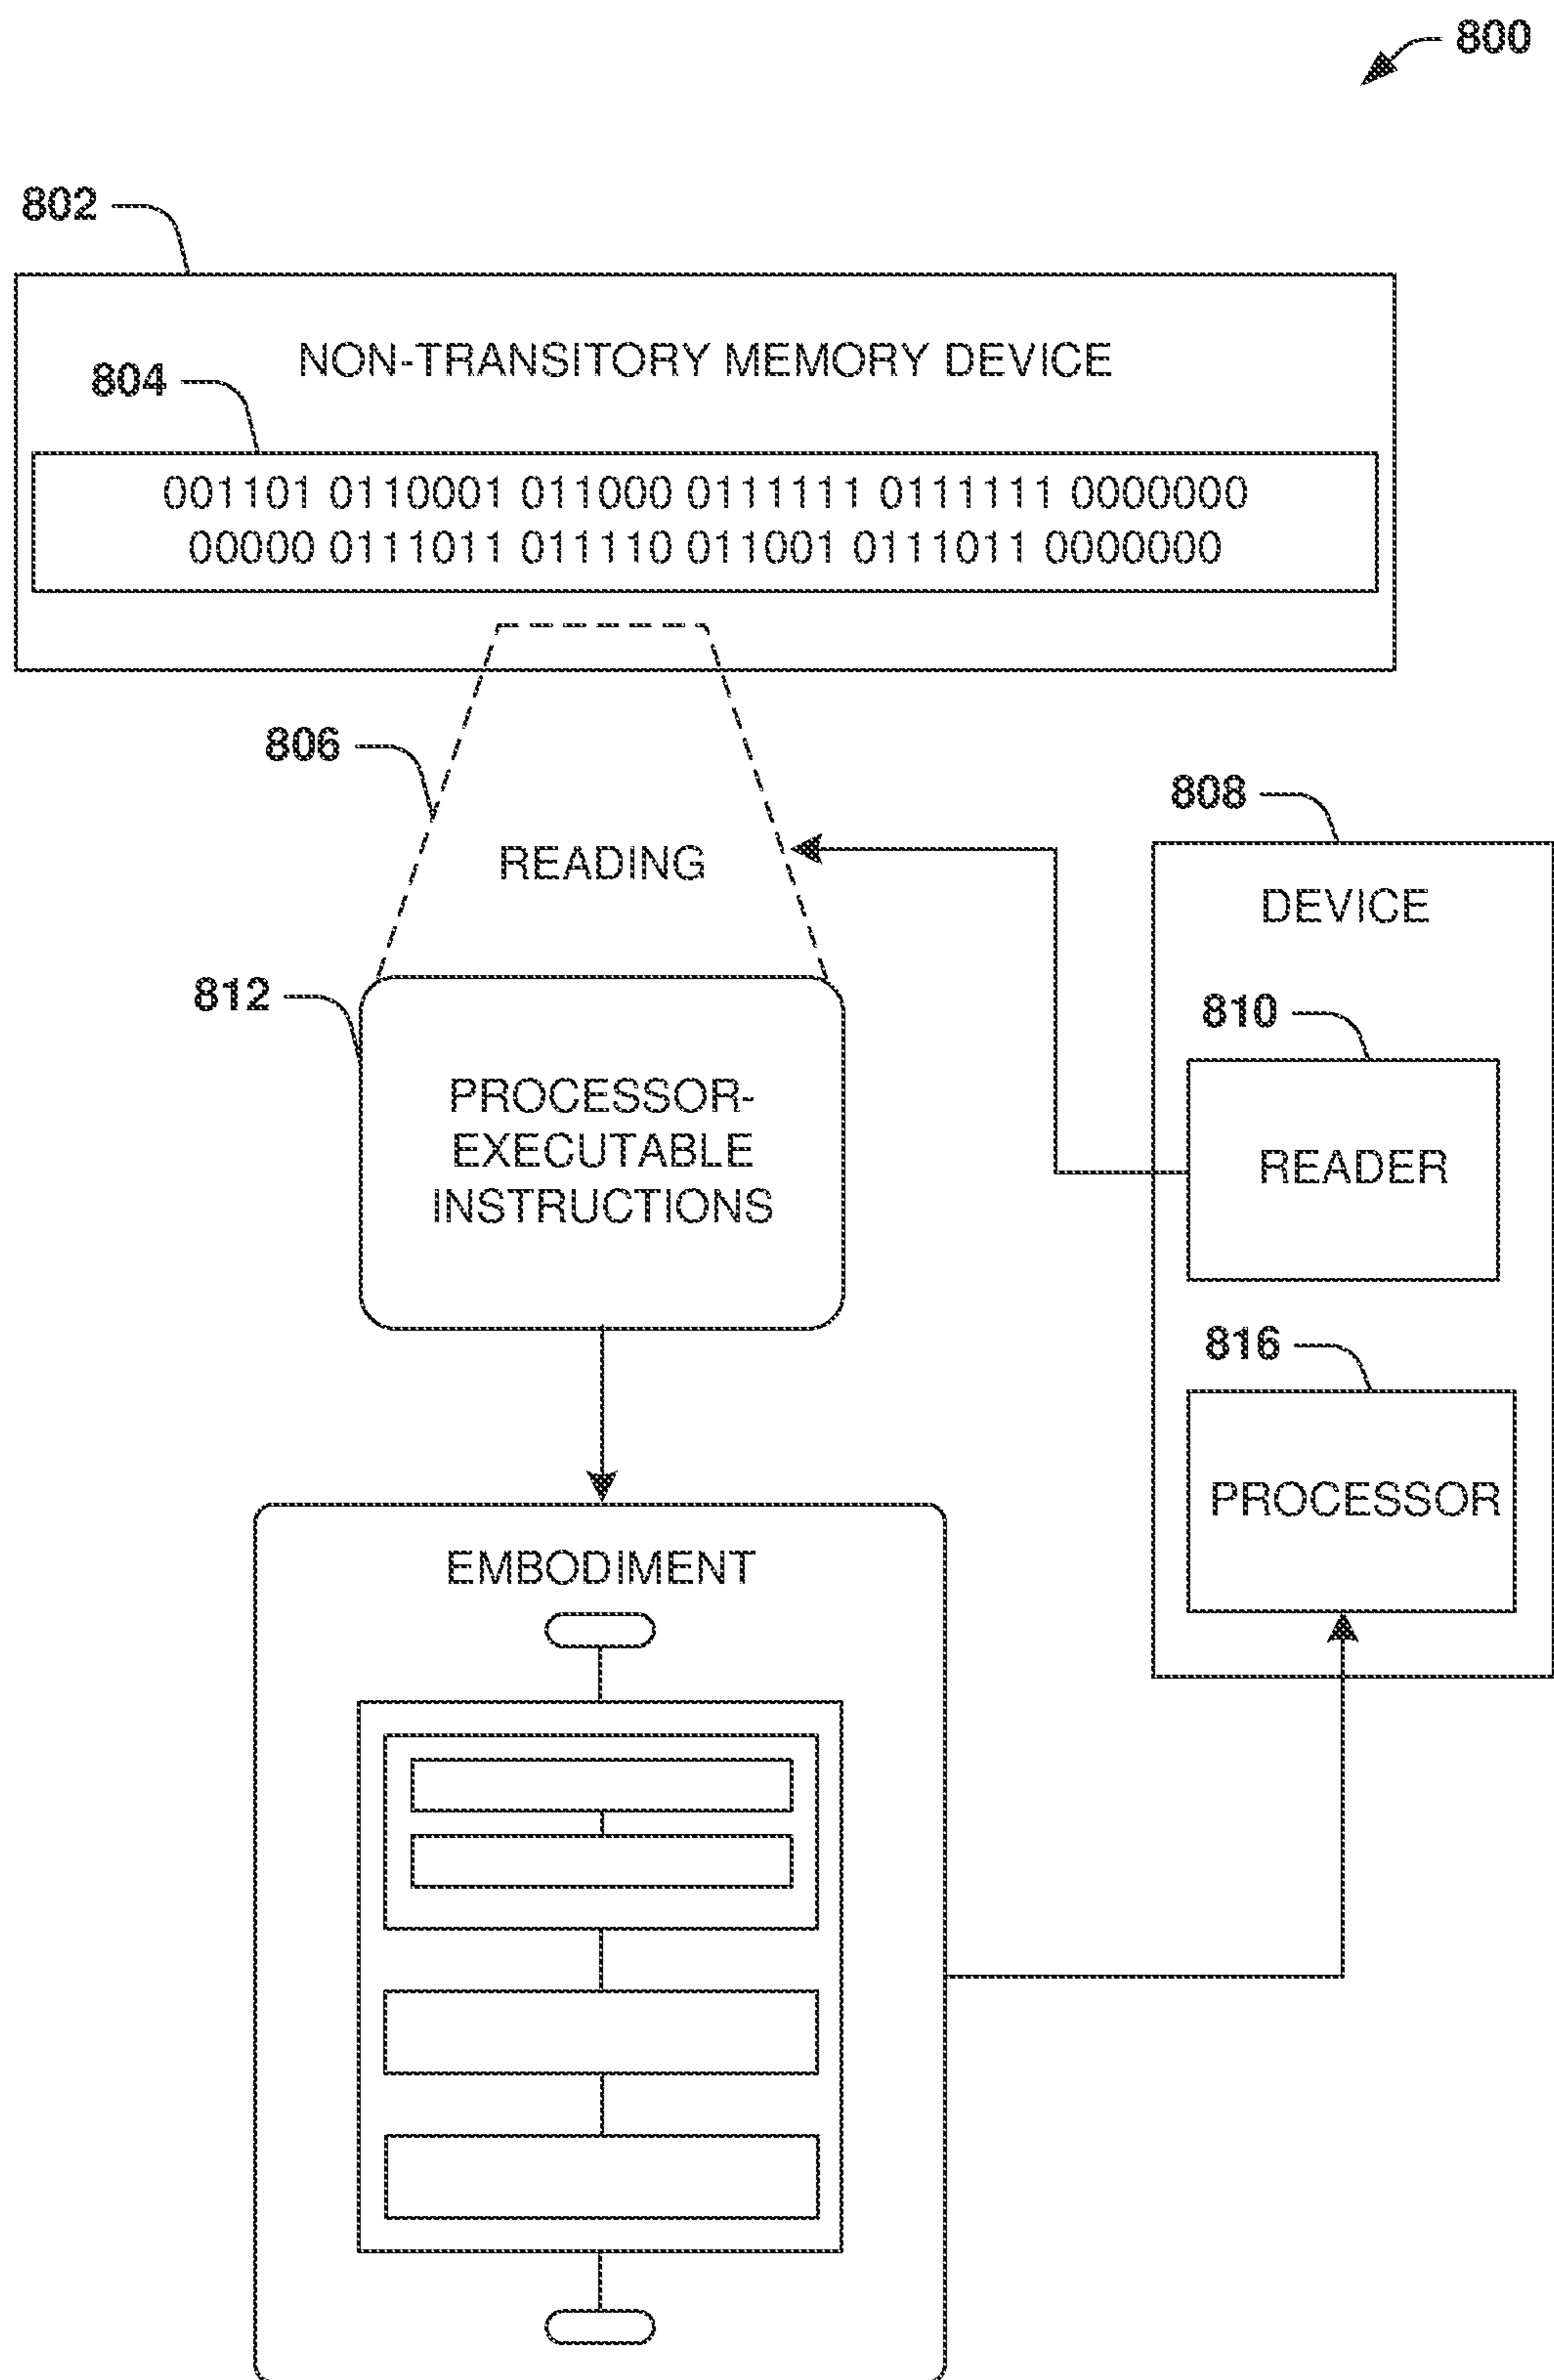 800
802
NON-TRANSITORY MEMORY DEVICE
804
001101 0110001 011000 0111111 0111111 0000000
00000 0111011 011110 011001 0111011 0000000
806
READING
808
DEVICE
812
PROCESSOR-
EXECUTABLE
INSTRUCTIONS
810
READER
816
PROCESSOR
EMBODIMENT